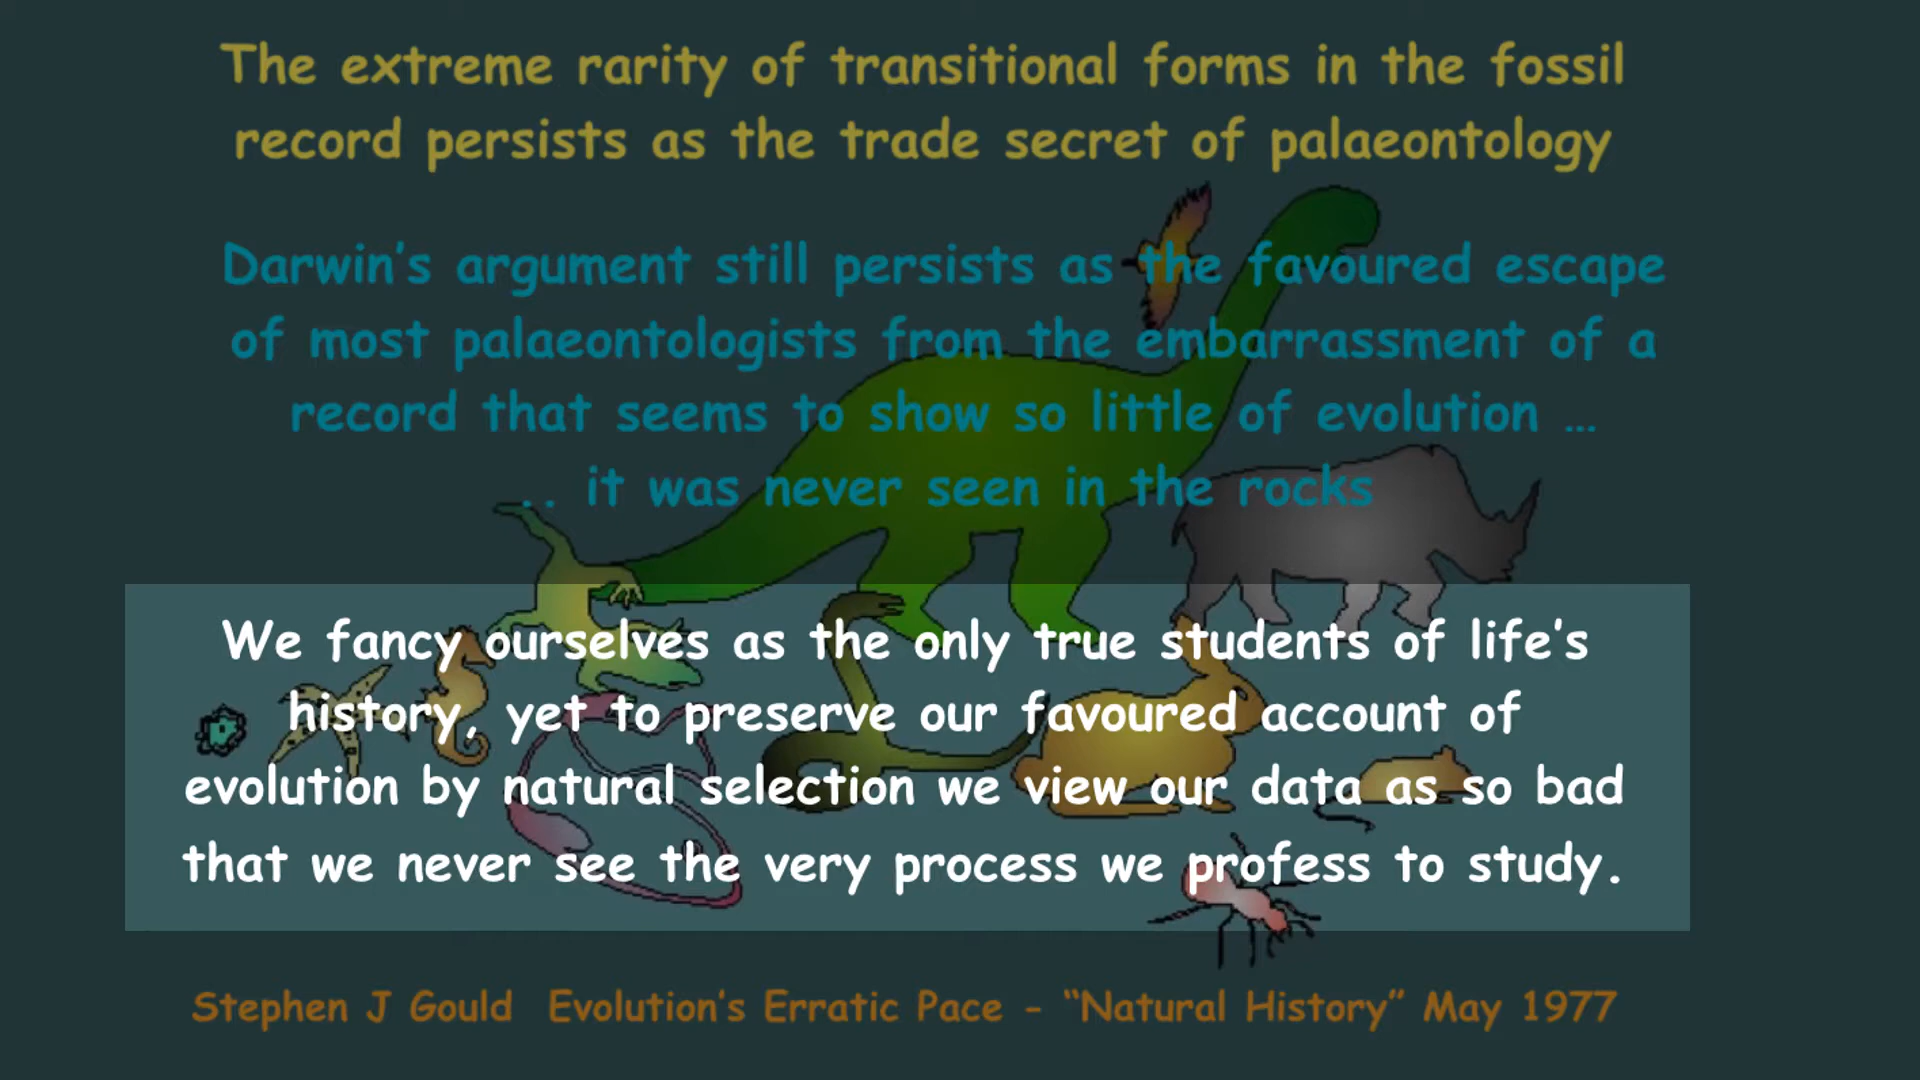 The extreme rarity of transitional forms in the fossil
record persists as the trade secret of palaeontology
Darwin's argument still persists as the favoured escape
of most palaeontologists from the embarrassment of a
record that seems to show so little of evolution ...
.. it was never seen in the rocks
We fancy ourselves as the only true students of life's
history, yet to preserve our favoured account of
evolution by natural selection we view our data as so bad
that we never see the very process we profess to study.
Stephen J Gould Evolution's Erratic Pace - “Natural History” May 1977